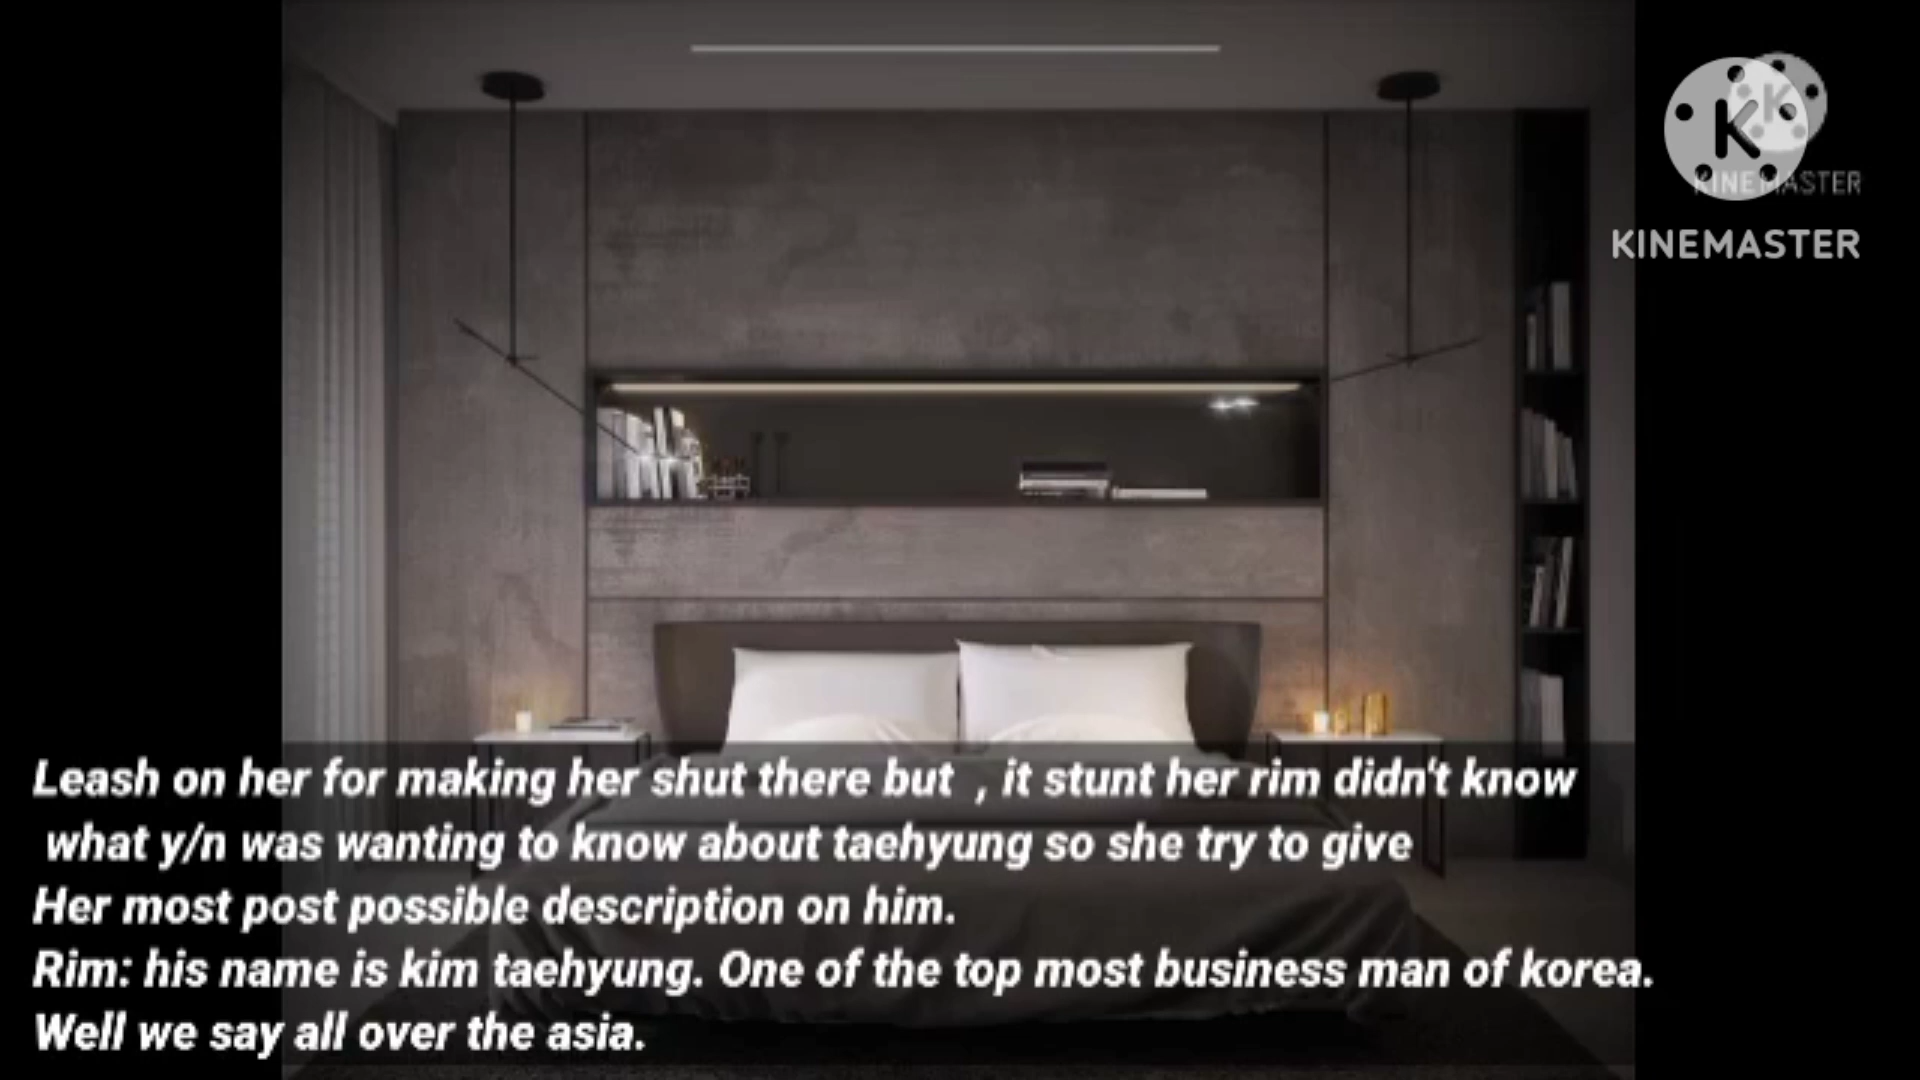 K
K
KINEMASTER
KINEMASTER
Leash on her for making her shut there but , it stunt her rim didn't know
what y/n was wanting to know about taehyung so she try to give
Her most post possible description on him.
Rim: his name is kim taehyung. One of the top most business man of korea.
Well we say all over the asia.